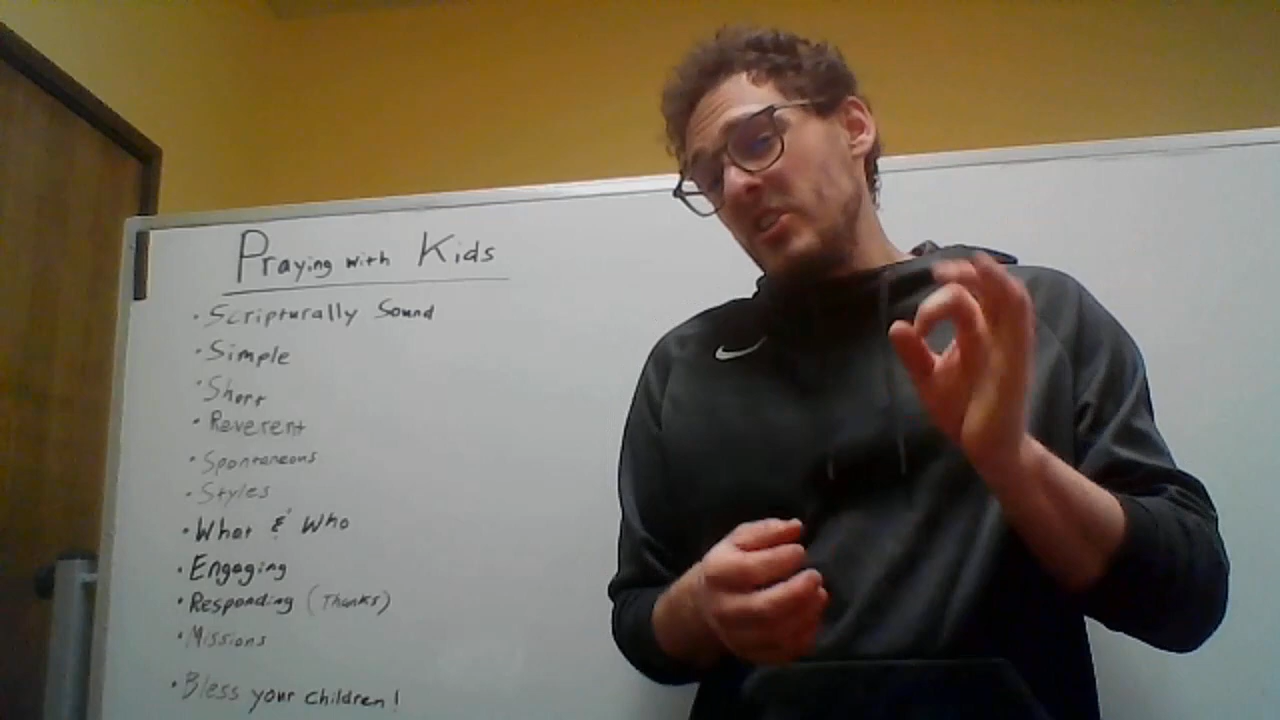 Praying with Kids
• Scripturally Sound
• Simple
• Short
• Reverent
• Spontaneous
• Styles
• What & Who
• Engaging
• Responding (Thanks)
• Missions
• Bless your children!